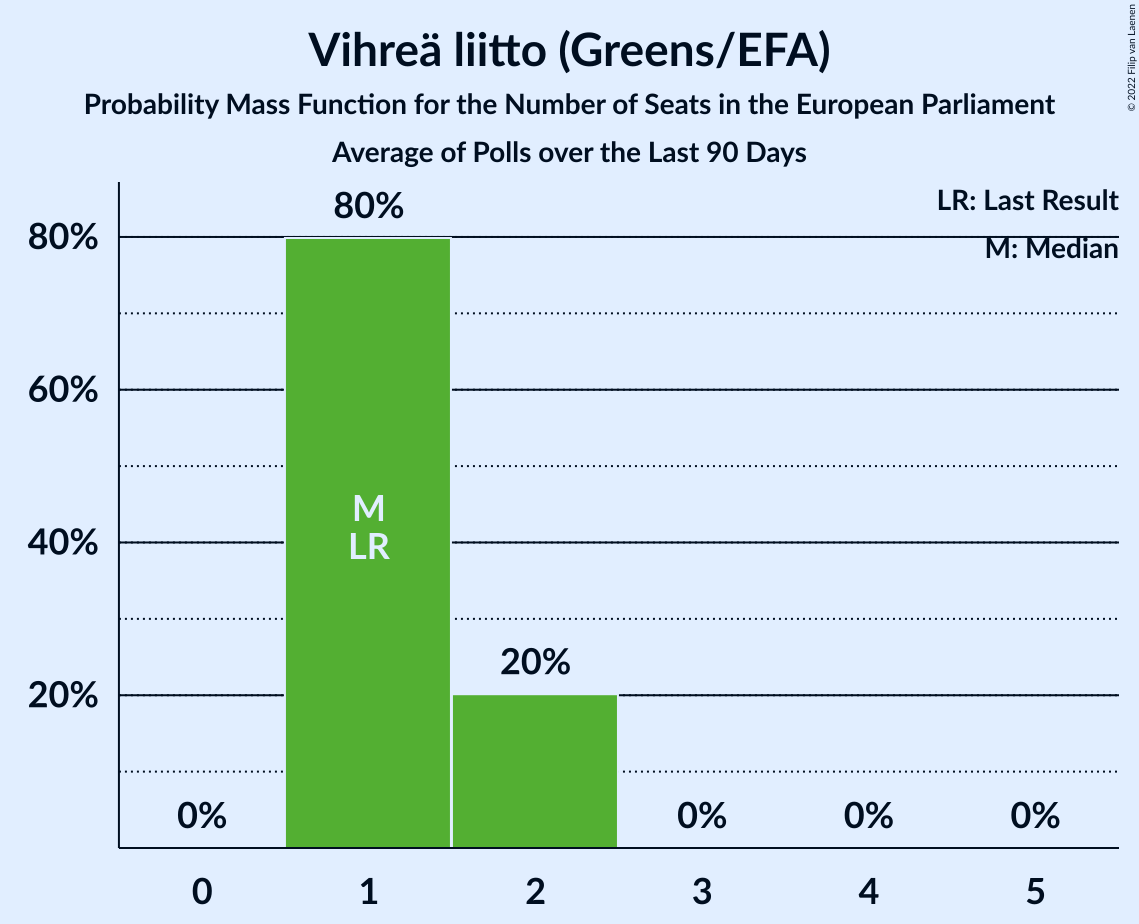 Vihreä liitto (Greens/EFA)
Probability Mass Function for the Number of Seats in the European Parliament
Average of Polls over the Last 90 Days
© 2022 Filip van Laenen
LR: Last Result
M: Median
80%
60%
40%
20%
0%
80%
M
LR
20%
0%
0%
0%
0
1
2
3
4
5